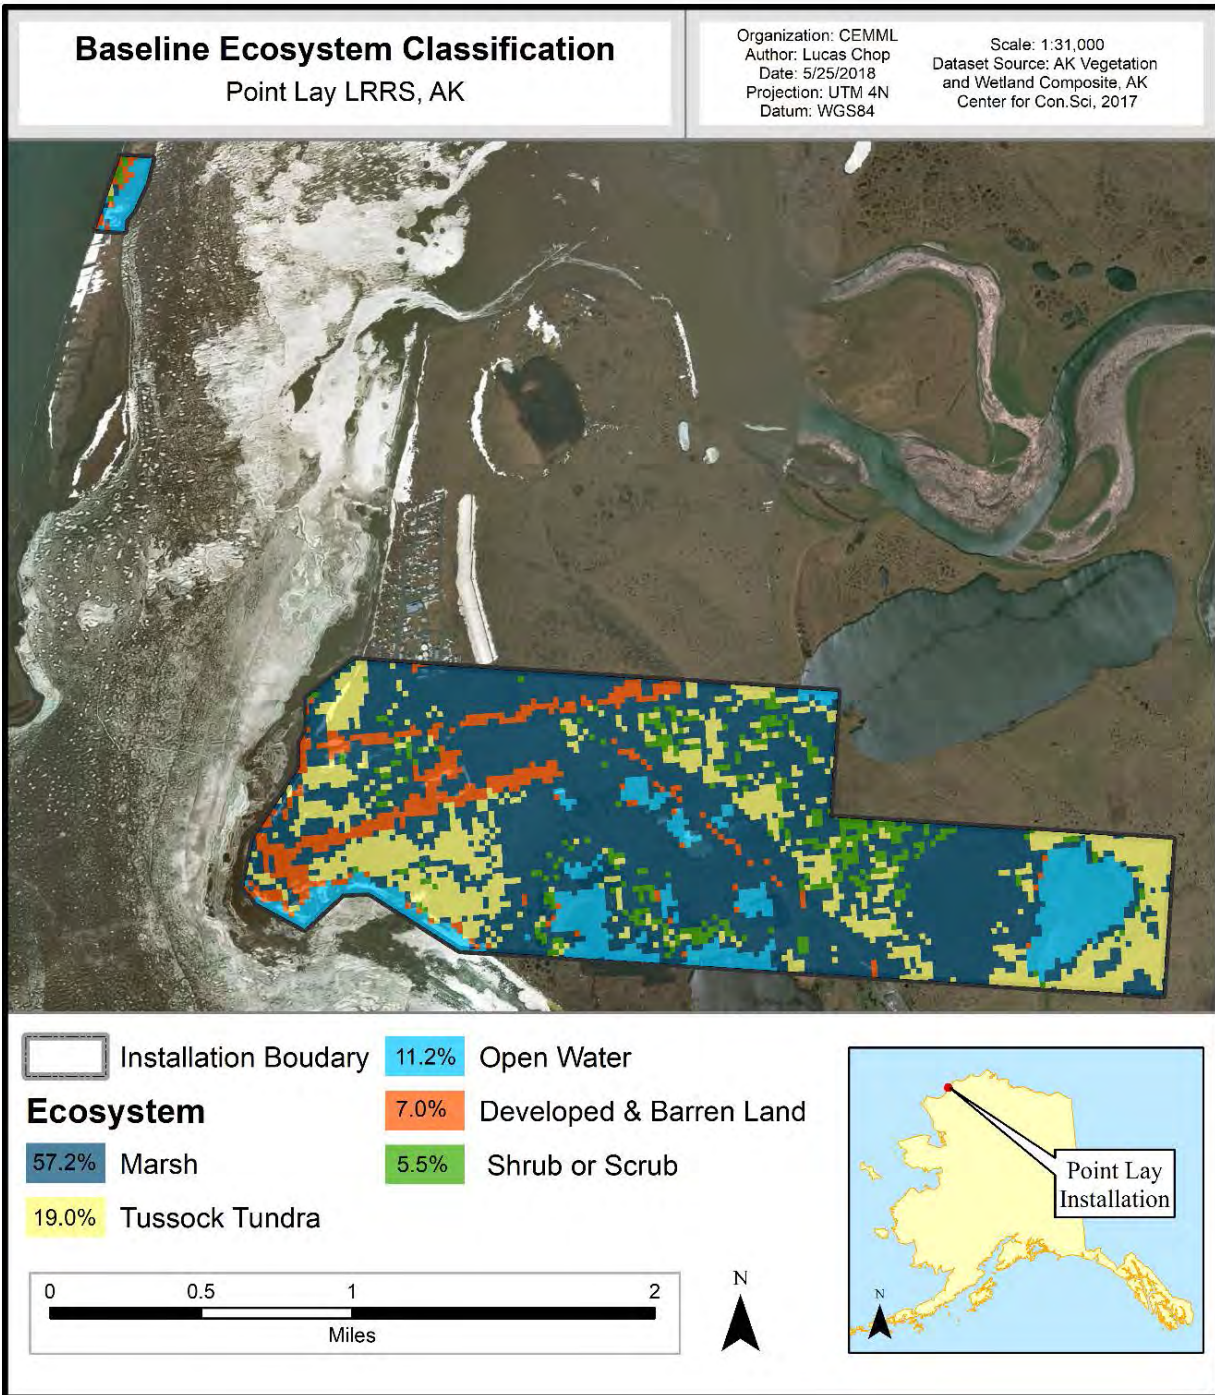 Baseline Ecosystem Classification
Point Lay LRRS, AK
Organization: CEMML
Author: Lucas Chop
Date: 5/25/2018
Projection: UTM 4N
Datum: WGS84
Scale: 1:31,000
Dataset Source: AK Vegetation
and Wetland Composite, AK
Center for Con.Sci, 2017
Installation Boudary
Ecosystem
57.2% Marsh
19.0% Tussock Tundra
11.2% Open Water
7.0% Developed & Barren Land
5.5% Shrub or Scrub
0 0.5 1 2
Miles
N
Point Lay
Installation
N